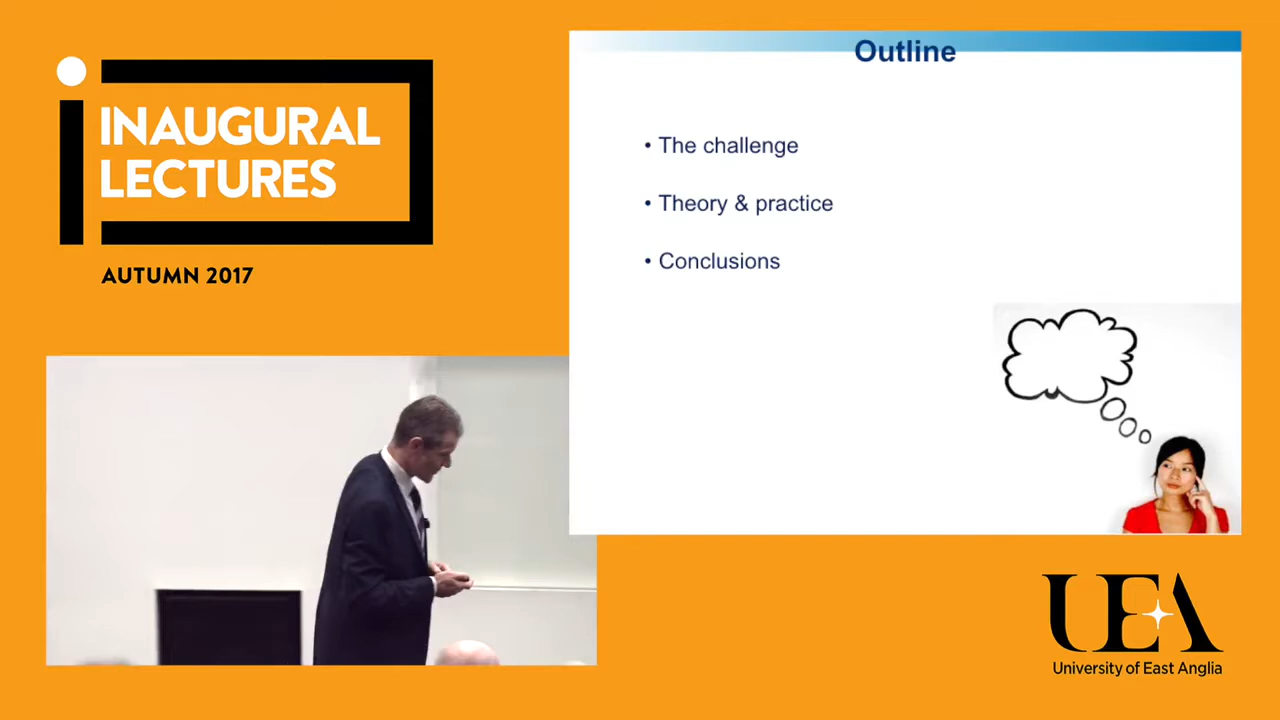 INAUGURAL
LECTURES
AUTUMN 2017
Outline
• The challenge
• Theory & practice
• Conclusions
UEA
University of East Anglia